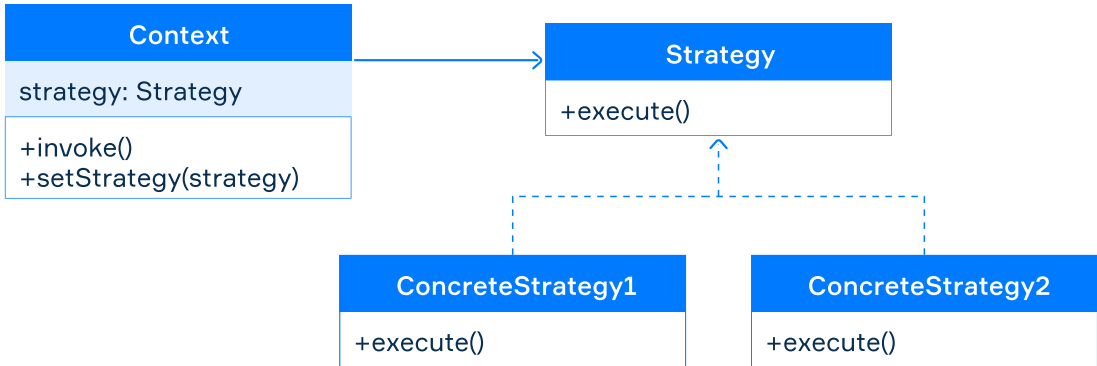 Context
strategy: Strategy
+invoke()
+setStrategy(strategy)
Strategy
+execute()
ConcreteStrategy1
+execute()
ConcreteStrategy2
+execute()